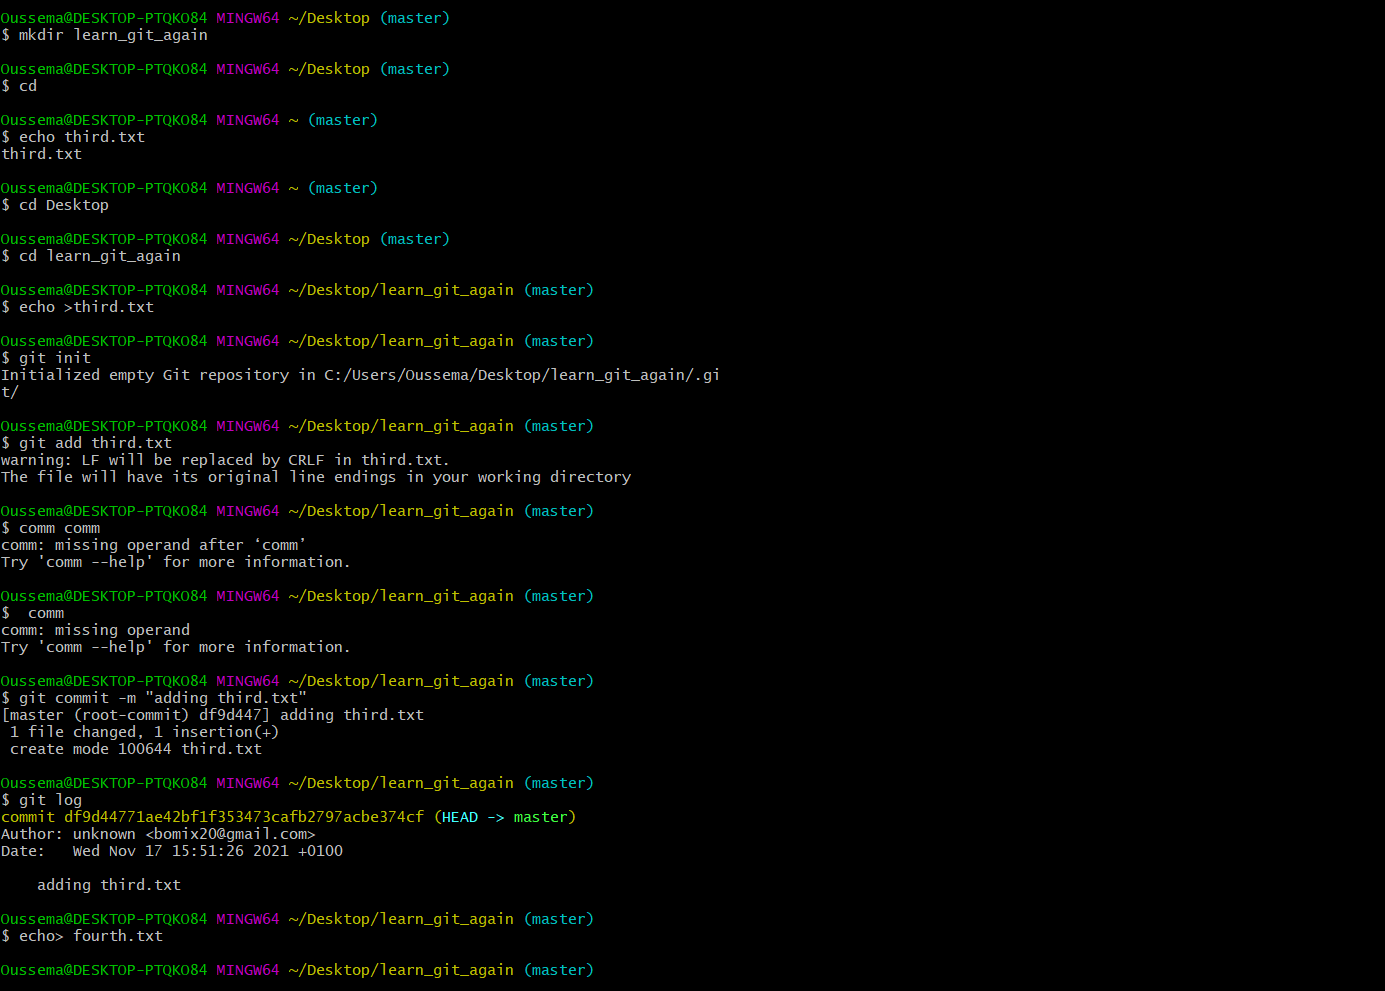 Oussema@DESKTOP-PTQKO84 MINGW64 ~/Desktop (master)
$ mkdir learn_git_again
Oussema@DESKTOP-PTQKO84 MINGW64 ~/Desktop (master)
$ cd
Oussema@DESKTOP-PTQKO84 MINGW64 ~ (master)
$ echo third.txt
third.txt
Oussema@DESKTOP-PTQKO84 MINGW64 ~ (master)
$ cd Desktop
Oussema@DESKTOP-PTQKO84 MINGW64 ~/Desktop (master)
$ cd learn_git_again
Oussema@DESKTOP-PTQKO84 MINGW64 ~/Desktop/learn_git_again (master)
$ echo >third.txt
Oussema@DESKTOP-PTQKO84 MINGW64 ~/Desktop/learn_git_again (master)
$ git init
Initialized empty Git repository in C:/Users/Oussema/Desktop/learn_git_again/.gi
t/
Oussema@DESKTOP-PTQKO84 MINGW64 ~/Desktop/learn_git_again (master)
$ git add third.txt
warning: LF will be replaced by CRLF in third.txt.
The file will have its original line endings in your working directory
Oussema@DESKTOP-PTQKO84 MINGW64 ~/Desktop/learn_git_again (master)
$ comm comm
comm: missing operand after ‘comm’
Try 'comm --help' for more information.
Oussema@DESKTOP-PTQKO84 MINGW64 ~/Desktop/learn_git_again (master)
$  comm
comm: missing operand
Try 'comm --help' for more information.
Oussema@DESKTOP-PTQKO84 MINGW64 ~/Desktop/learn_git_again (master)
$ git commit -m "adding third.txt"
[master (root-commit) df9d447] adding third.txt
 1 file changed, 1 insertion(+)
 create mode 100644 third.txt
Oussema@DESKTOP-PTQKO84 MINGW64 ~/Desktop/learn_git_again (master)
$ git log
commit df9d44771ae42bf1f353473cafb2797acbe374cf (HEAD -> master)
Author: unknown <bomix20@gmail.com>
Date:   Wed Nov 17 15:51:26 2021 +0100
    adding third.txt
Oussema@DESKTOP-PTQKO84 MINGW64 ~/Desktop/learn_git_again (master)
$ echo> fourth.txt
Oussema@DESKTOP-PTQKO84 MINGW64 ~/Desktop/learn_git_again (master)